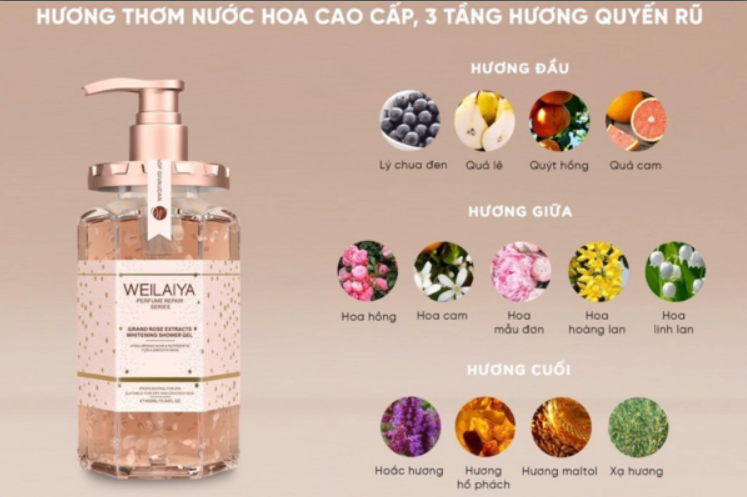 HƯƠNG THƠM NƯỚC HOA CAO CẤP, 3 TẦNG HƯƠNG QUYẾN RŨ
HƯƠNG ĐẦU
Lý chua đen
Quả lê
Quýt hồng
Quả cam
HƯƠNG GIỮA
Hoa hồng
Hoa cam
Hoa
mẫu đơn
Hoa
hoàng lan
Hoa
linh lan
HƯƠNG CUỐI
Hoắc hương
Hương
hổ phách
Hương maltol
Xạ hương
WEILAIYA
PERFUME REPAIR
SERIES
GRAND ROSE EXTRACTS
WHITENING SHOWER GEL